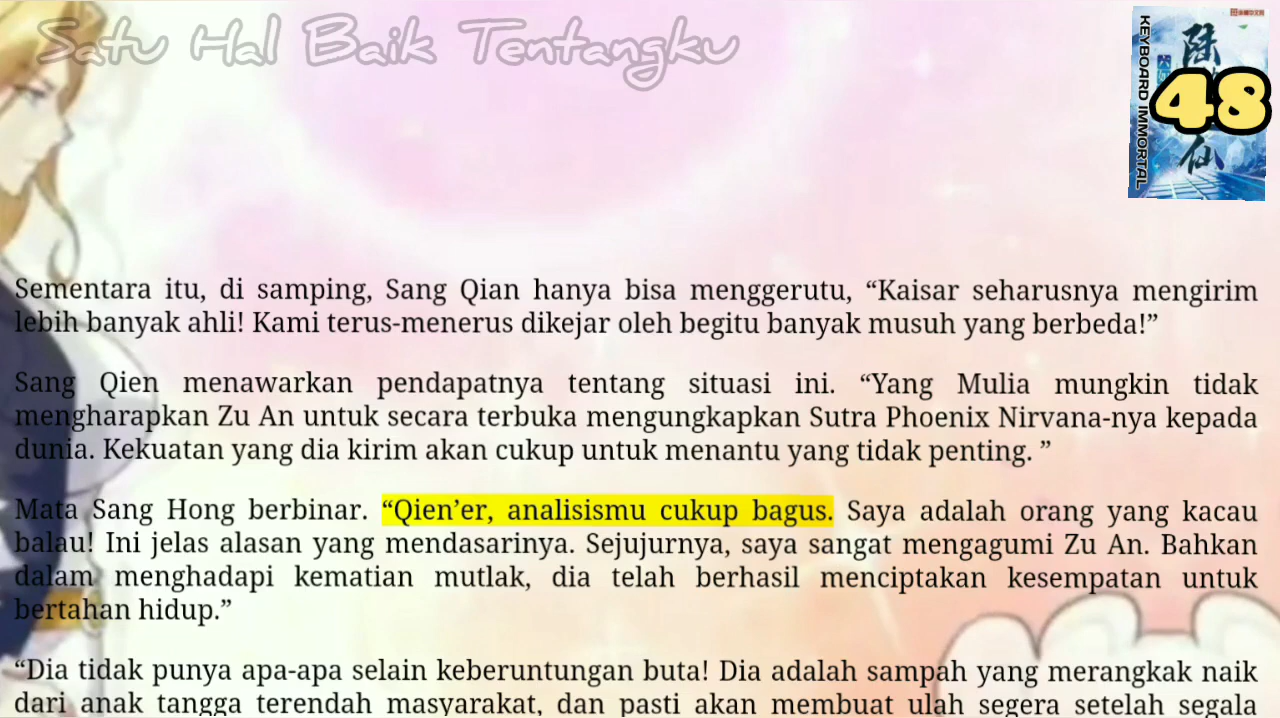 Satu Hal Baik Tentangku
KEYBOARD IMMORTAL
48
仙
Sementara itu, di samping, Sang Qian hanya bisa menggerutu, “Kaisar seharusnya mengirim
lebih banyak ahli! Kami terus-menerus dikejar oleh begitu banyak musuh yang berbeda!”
Sang Qien menawarkan pendapatnya tentang situasi ini. “Yang Mulia mungkin tidak
mengharapkan Zu An untuk secara terbuka mengungkapkan Sutra Phoenix Nirvana-nya kepada
dunia. Kekuatan yang dia kirim akan cukup untuk menantu yang tidak penting. ”
Mata Sang Hong berbinar. “Qien’er, analisismu cukup bagus. Saya adalah orang yang kacau
balau! Ini jelas alasan yang mendasarinya. Sejujurnya, saya sangat mengagumi Zu An. Bahkan
dalam menghadapi kematian mutlak, dia telah berhasil menciptakan kesempatan untuk
bertahan hidup.”
“Dia tidak punya apa-apa selain keberuntungan buta! Dia adalah sampah yang merangkak naik
dari anak tangga terendah masyarakat, dan pasti akan membuat ulah segera setelah segala